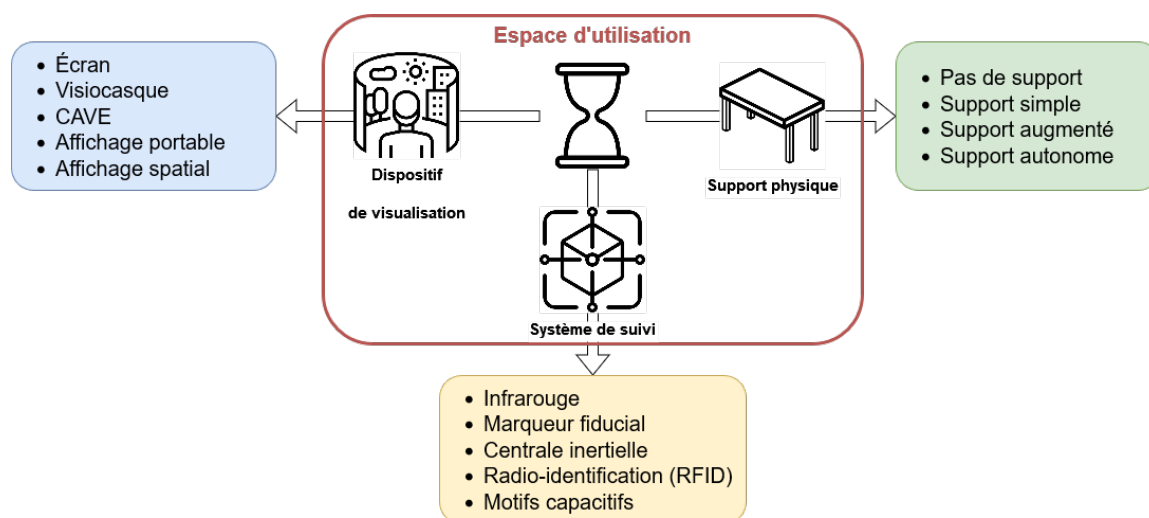 Espace d'utilisation
Écran
Visiocasque
CAVE
Affichage portable
Affichage spatial
Dispositif
de visualisation
Support physique
Pas de support
Support simple
Support augmenté
Support autonome
Système de suivi
Infrarouge
Marqueur fiducial
Centrale inertielle
Radio-identification (RFID)
Motifs capacitifs